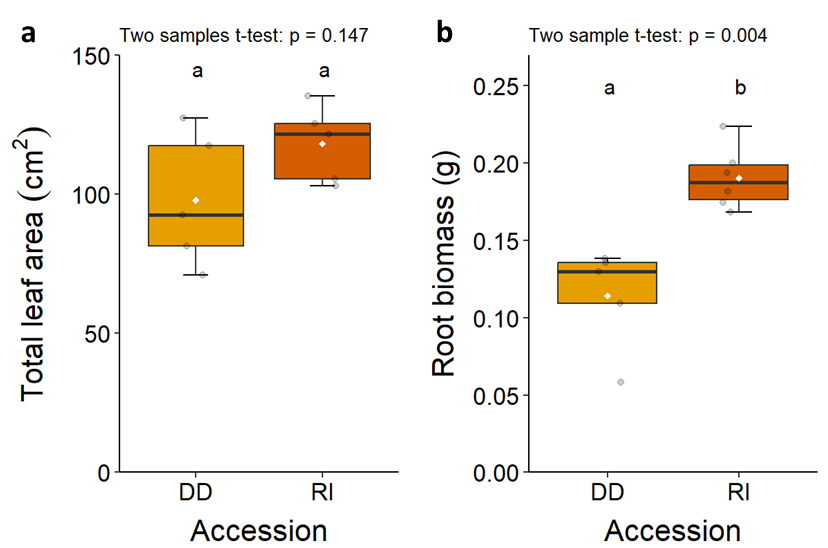 a
Two samples t-test: p = 0.147
150
100
50
0
a
a
Total leaf area (cm²)
DD
RI
Accession
b
Two sample t-test: p = 0.004
0.25
0.20
0.15
0.10
0.05
0.00
a
b
Root biomass (g)
DD
RI
Accession